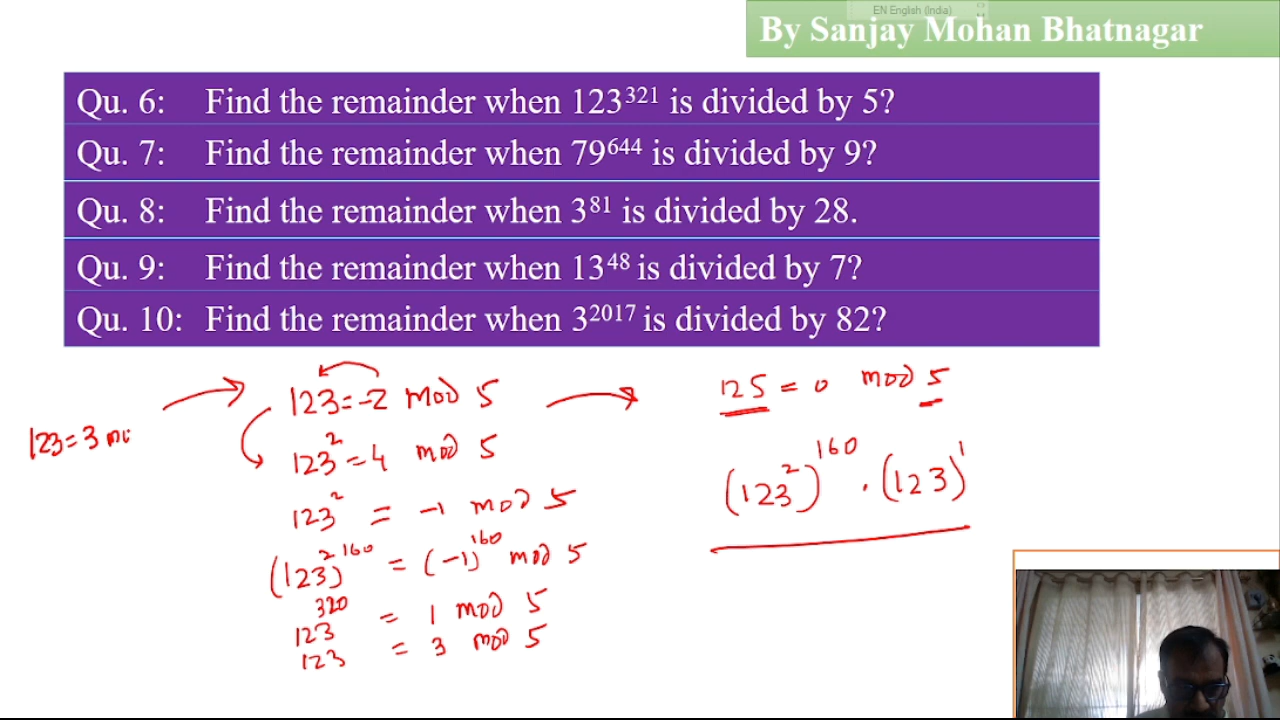 EN English (India)
By Sanjay Mohan Bhatnagar
Qu. 6: Find the remainder when 123³²¹ is divided by 5?
Qu. 7: Find the remainder when 79⁶⁴⁴ is divided by 9?
Qu. 8: Find the remainder when 3⁸¹ is divided by 28.
Qu. 9: Find the remainder when 13⁴⁸ is divided by 7?
Qu. 10: Find the remainder when 3²⁰¹⁷ is divided by 82?
123=3 mo
123=-2 mod 5
123²=4 mod 5
123² = -1 mod 5
(123²)¹⁶⁰ = (-1)¹⁶⁰ mod 5
123³²⁰ = 1 mod 5
123 = 3 mod 5
125 = 0 mod 5
(123²)¹⁶⁰ . (123)¹